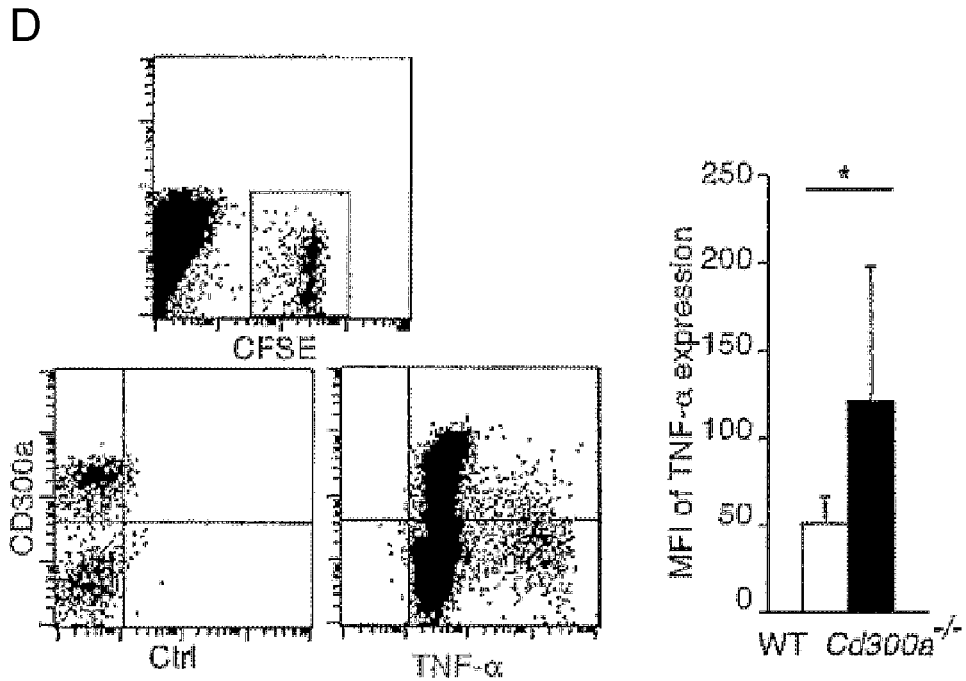 D
CFSE
CD300a
Ctrl
TNF-α
MFI of TNF-α expression
250
200
150
100
50
0
*
WT Cd300a-/-